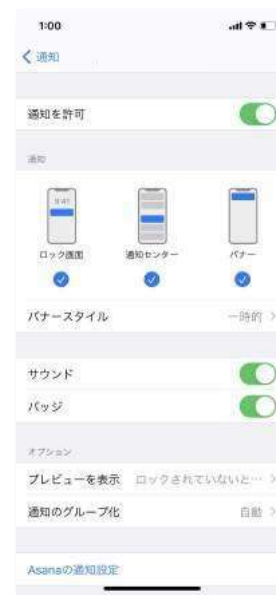 1:00
通知
通知を許可
通知
9:41
ロック画面 通知センター バナー
バナースタイル 一時的
サウンド
バッジ
オプション
プレビューを表示 ロックされていないと…
通知のグループ化 自動
Asanaの通知設定